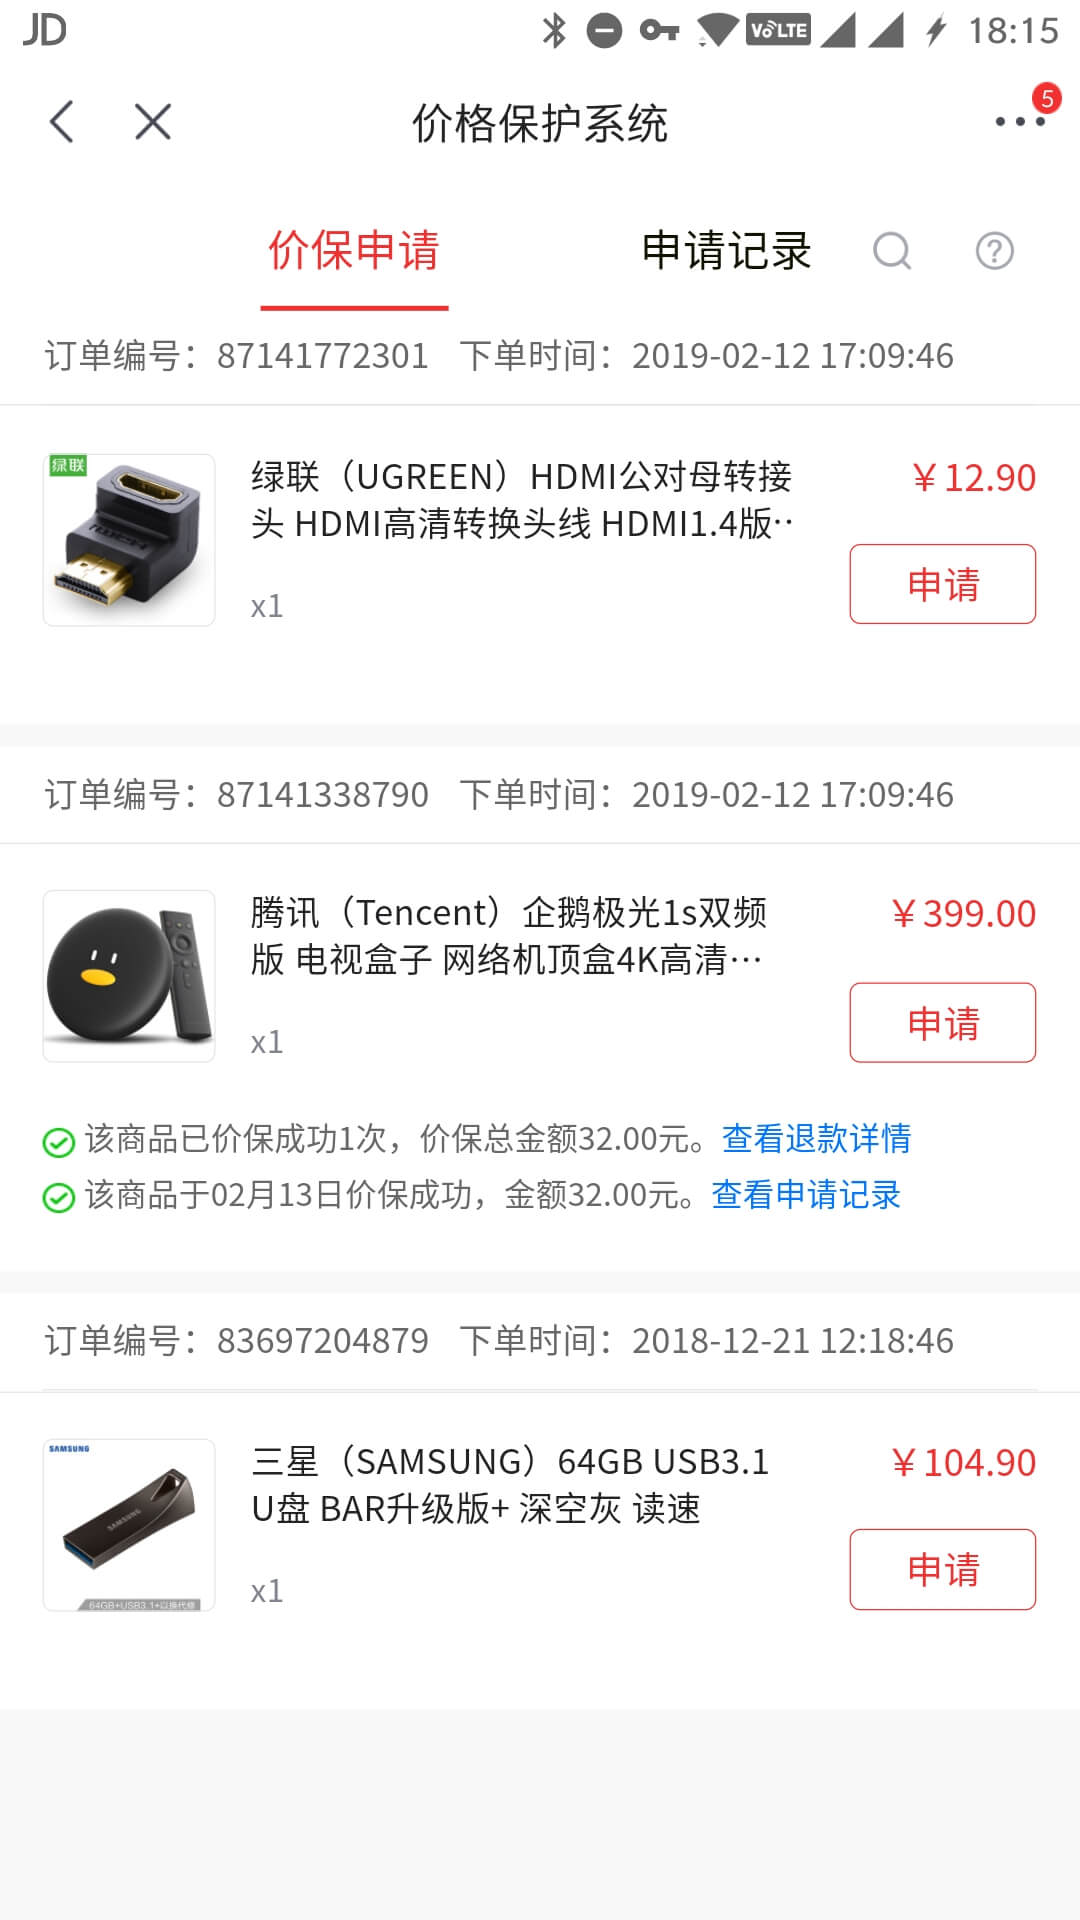 JD VoLTE 18:15
价格保护系统 5
价保申请 申请记录
订单编号：87141772301 下单时间：2019-02-12 17:09:46
绿联
绿联（UGREEN）HDMI公对母转接 ￥12.90
头 HDMI高清转换头线 HDMI1.4版··
申请
x1
订单编号：87141338790 下单时间：2019-02-12 17:09:46
腾讯（Tencent）企鹅极光1s双频 ￥399.00
版 电视盒子 网络机顶盒4K高清···
申请
x1
该商品已价保成功1次，价保总金额32.00元。查看退款详情
该商品于02月13日价保成功，金额32.00元。查看申请记录
订单编号：83697204879 下单时间：2018-12-21 12:18:46
SAMSUNG
三星（SAMSUNG）64GB USB3.1 ￥104.90
U盘 BAR升级版+ 深空灰 读速
SAMSUNG
申请
x1
64GB+USB3.1+以换代修